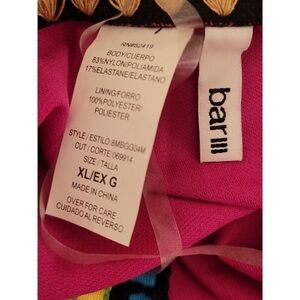 RN#52419
BODY/CUERPO
83%NYLON/POLIAMIDA
17%ELASTANE/ELASTANO
LINING/FORRO
100%POLYESTER/
POLIESTER
STYLE / ESTILO:8MBGG04M
CUT / CORTE:069914
SIZE / TALLA
XL/EX G
MADE IN CHINA
OVER FOR CARE
CUIDADO AL REVERSO
bar III